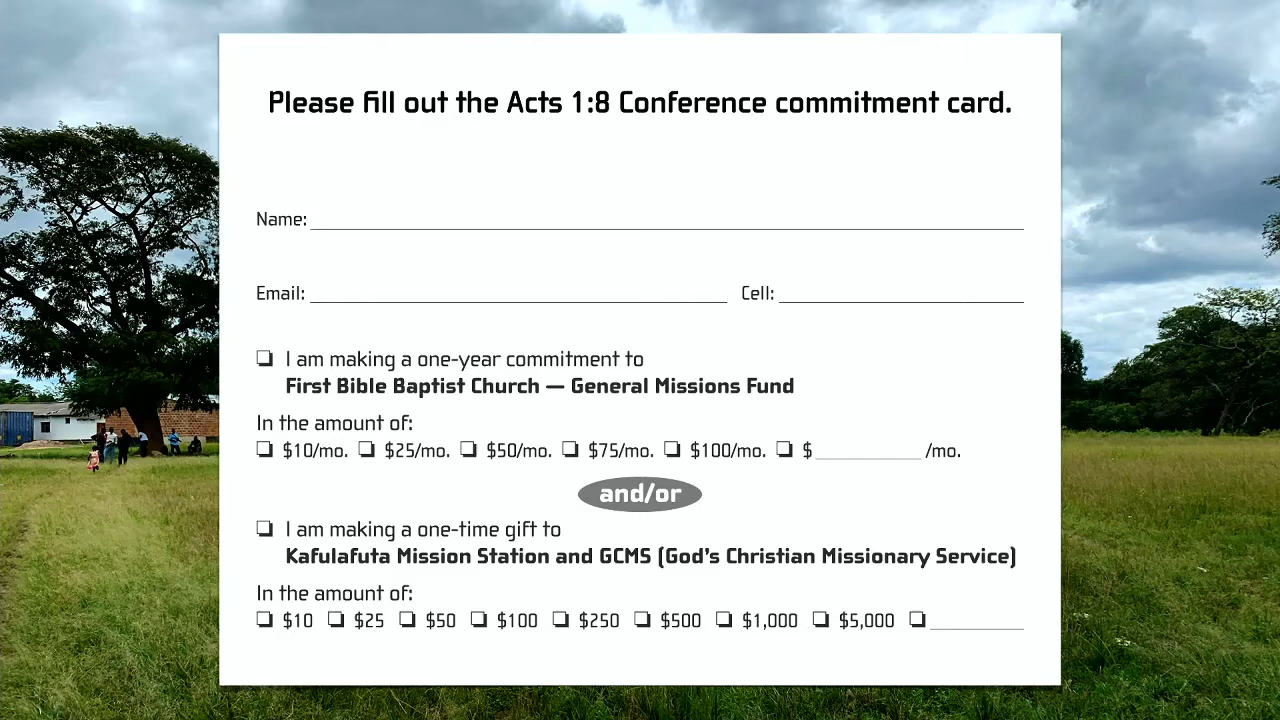 Please fill out the Acts 1:8 Conference commitment card.
Name:
Email: Cell:
❏ I am making a one-year commitment to
First Bible Baptist Church — General Missions Fund
In the amount of:
❏ $10/mo. ❏ $25/mo. ❏ $50/mo. ❏ $75/mo. ❏ $100/mo. ❏ $__________ /mo.
and/or
❏ I am making a one-time gift to
Kafulafuta Mission Station and GCMS (God's Christian Missionary Service)
In the amount of:
❏ $10 ❏ $25 ❏ $50 ❏ $100 ❏ $250 ❏ $500 ❏ $1,000 ❏ $5,000 ❏ _________